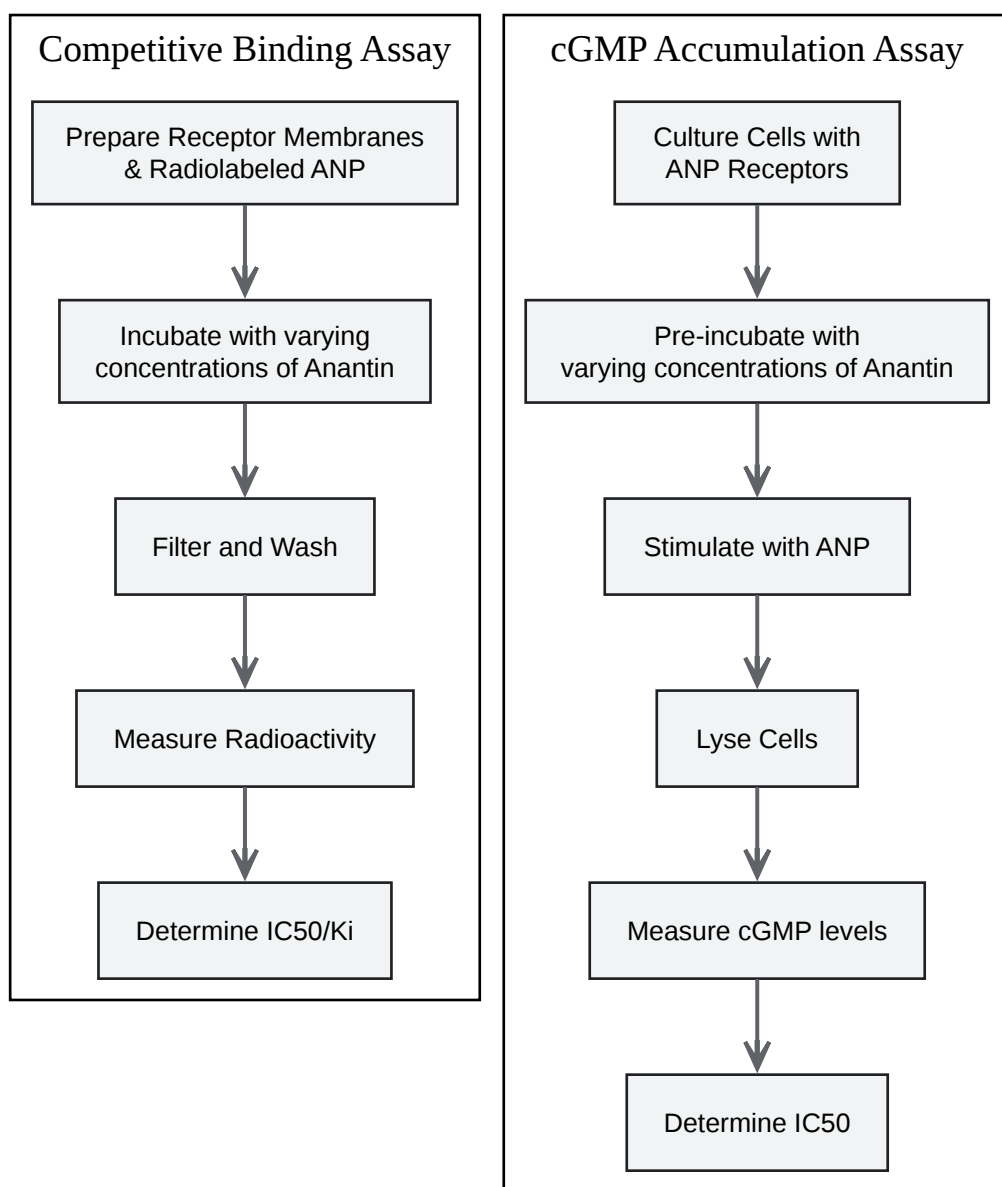 Competitive Binding Assay
Prepare Receptor Membranes
& Radiolabeled ANP
Incubate with varying
concentrations of Anantin
Filter and Wash
Measure Radioactivity
Determine IC50/Ki
cGMP Accumulation Assay
Culture Cells with
ANP Receptors
Pre-incubate with
varying concentrations of Anantin
Stimulate with ANP
Lyse Cells
Measure cGMP levels
Determine IC50